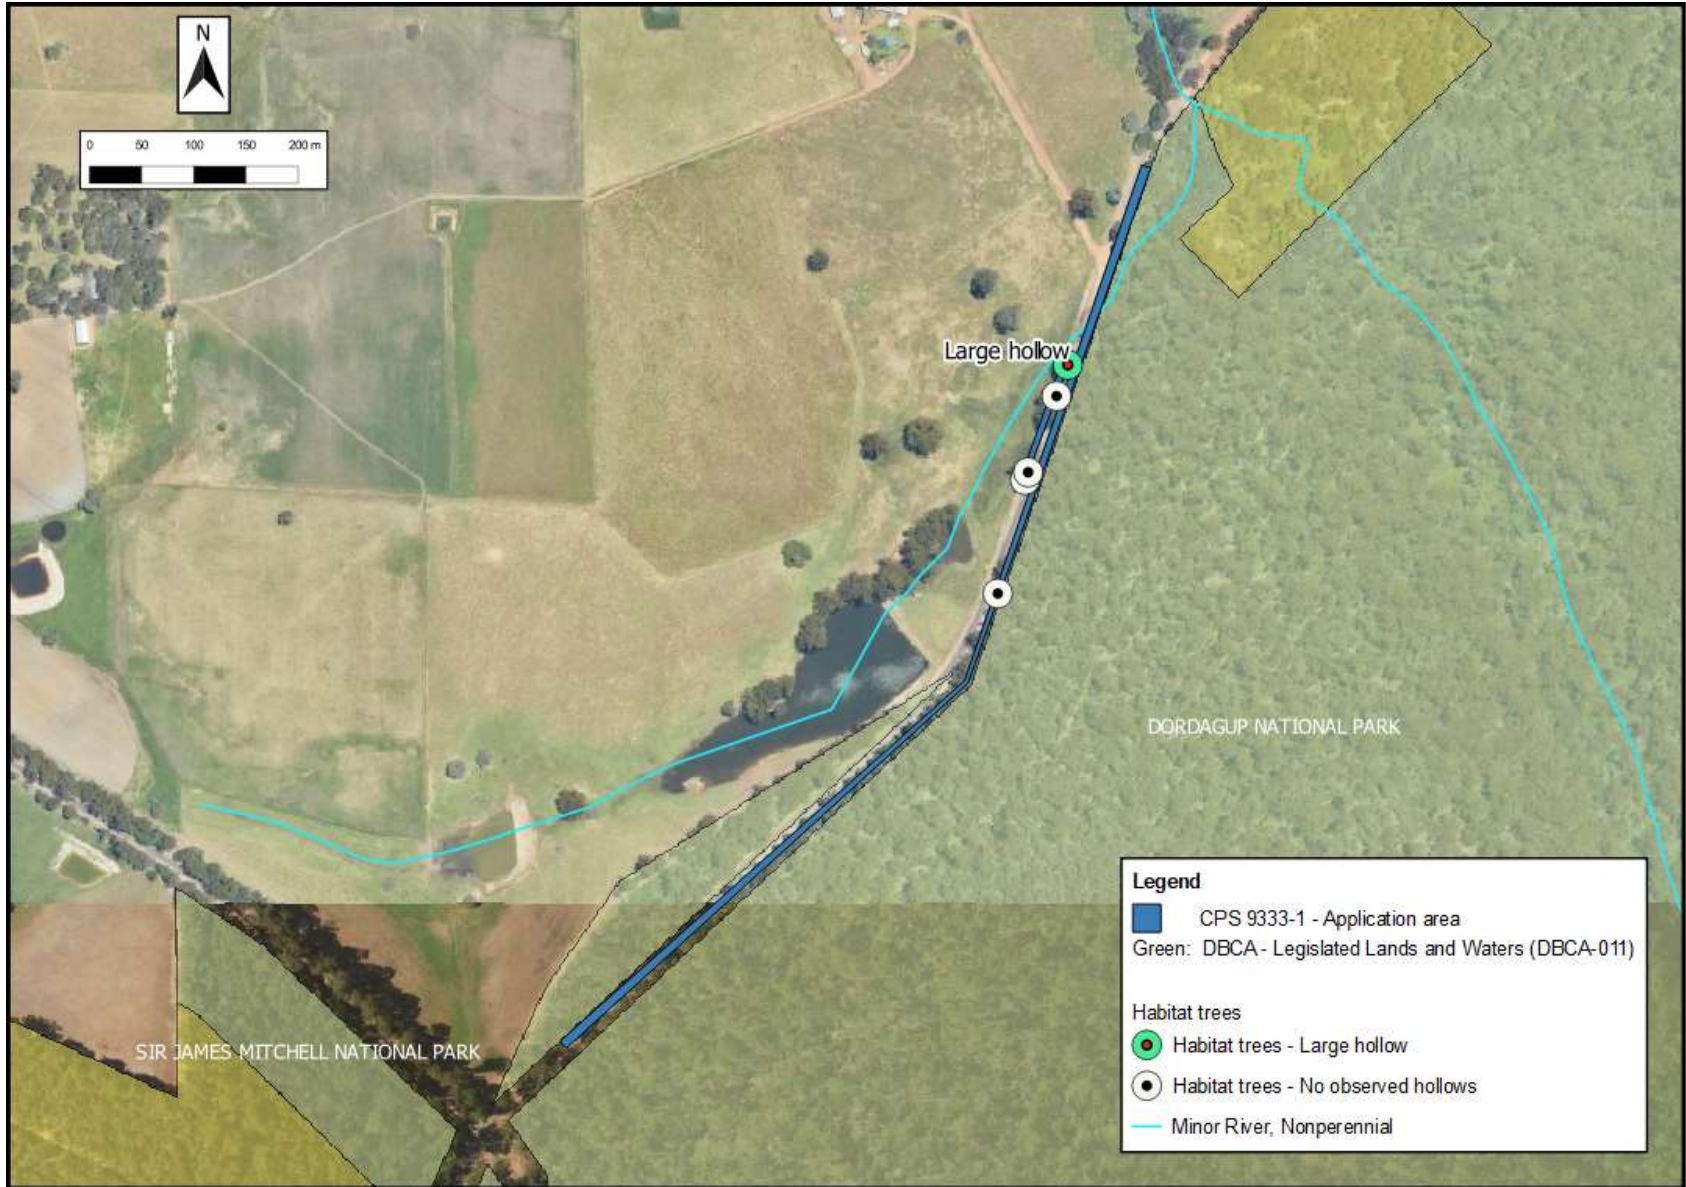 N
0 50 100 150 200 m
Large hollow
DORDAGUP NATIONAL PARK
SIR JAMES MITCHELL NATIONAL PARK
Legend
CPS 9333-1 - Application area
Green: DBCA - Legislated Lands and Waters (DBCA-011)
Habitat trees
Habitat trees - Large hollow
Habitat trees - No observed hollows
Minor River, Nonperennial